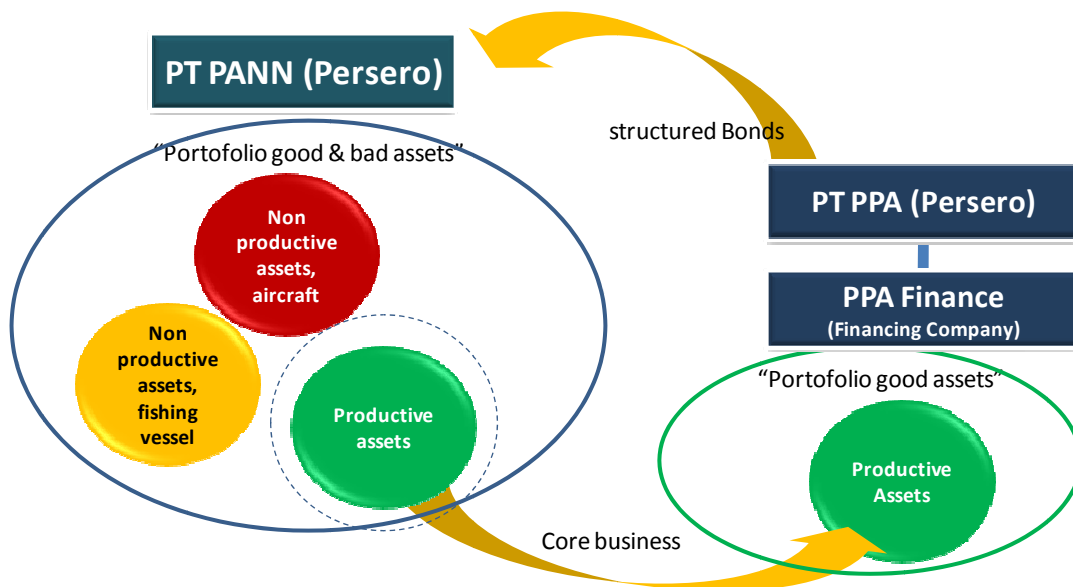 PT PANN (Persero)
structured Bonds
“Portofolio good & bad assets”
PT PPA (Persero)
Non
productive
assets,
aircraft
PPA Finance
(Financing Company)
Non
productive
assets,
fishing
vessel
Productive
assets
“Portofolio good assets”
Productive
Assets
Core business